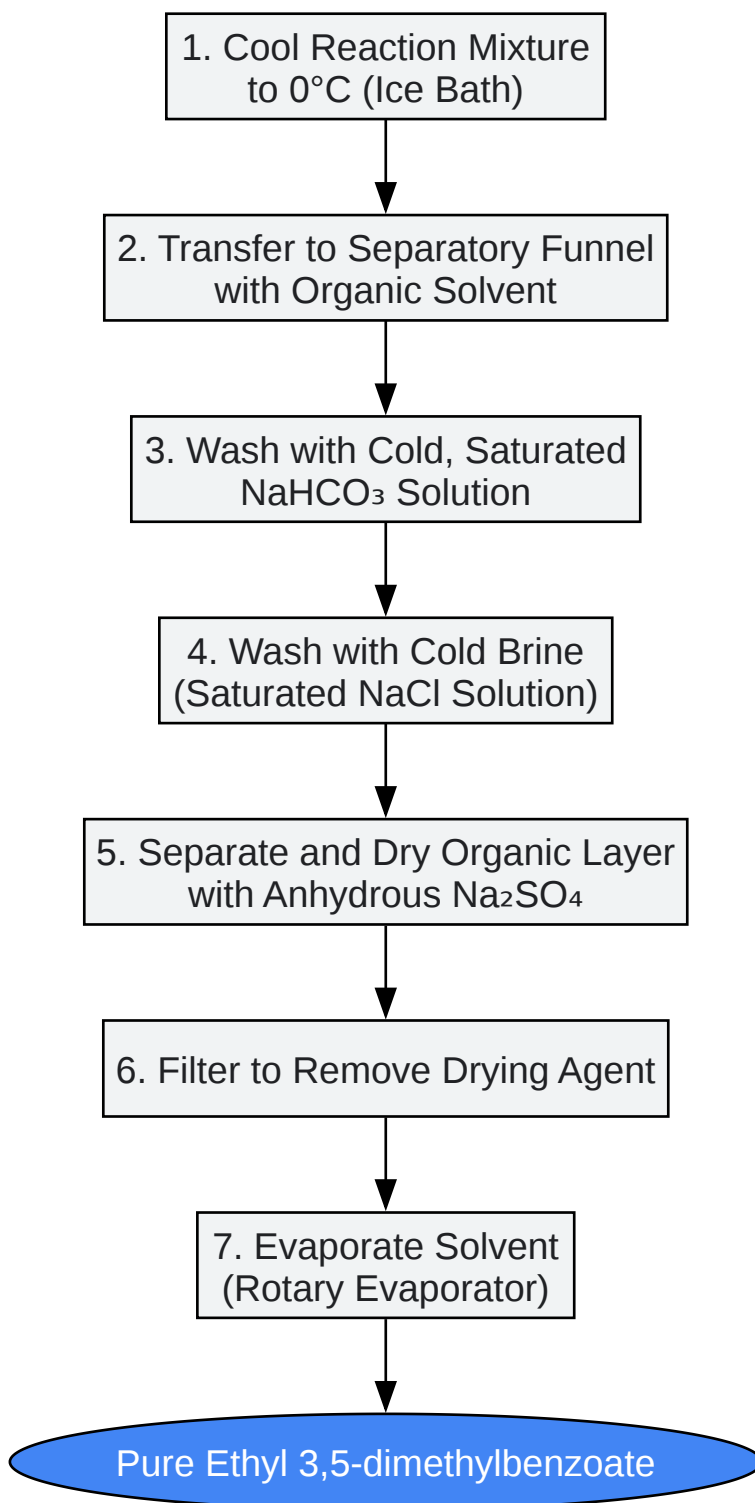 1. Cool Reaction Mixture
to 0°C (Ice Bath)
2. Transfer to Separatory Funnel
with Organic Solvent
3. Wash with Cold, Saturated
NaHCO₃ Solution
4. Wash with Cold Brine
(Saturated NaCl Solution)
5. Separate and Dry Organic Layer
with Anhydrous Na₂SO₄
6. Filter to Remove Drying Agent
7. Evaporate Solvent
(Rotary Evaporator)
Pure Ethyl 3,5-dimethylbenzoate